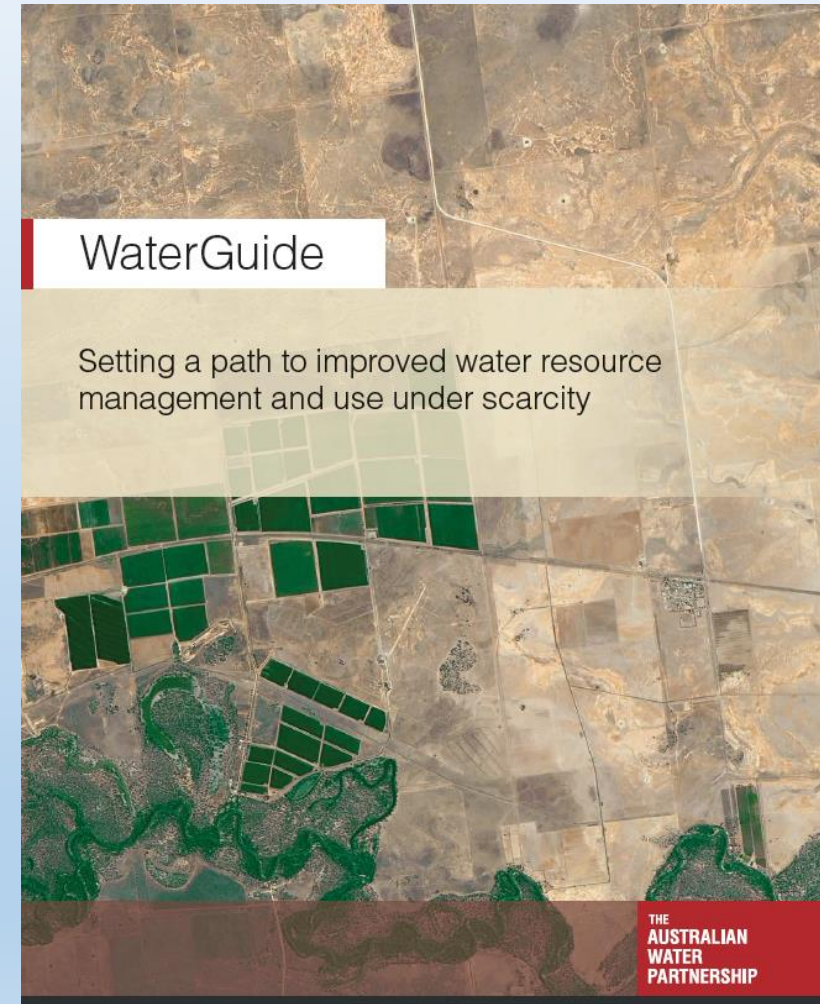 WaterGuide
Setting a path to improved water resource
management and use under scarcity
THE
AUSTRALIAN
WATER
PARTNERSHIP